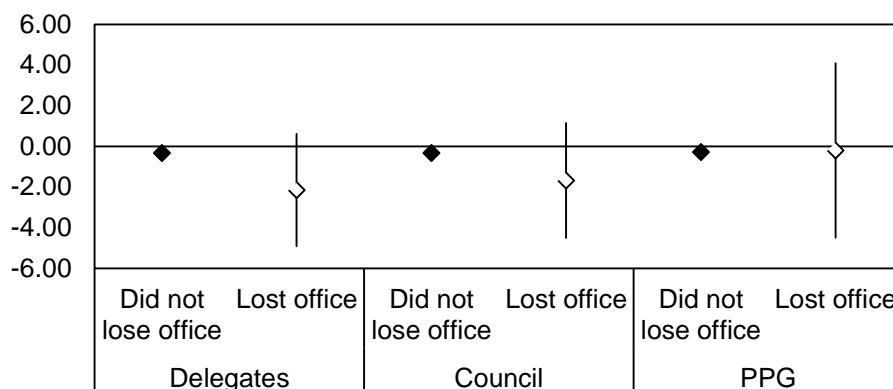 6.00
4.00
2.00
0.00
-2.00
-4.00
-6.00
Did not Lost office Did not Lost office Did not Lost office
lose office lose office lose office
Delegates Council PPG